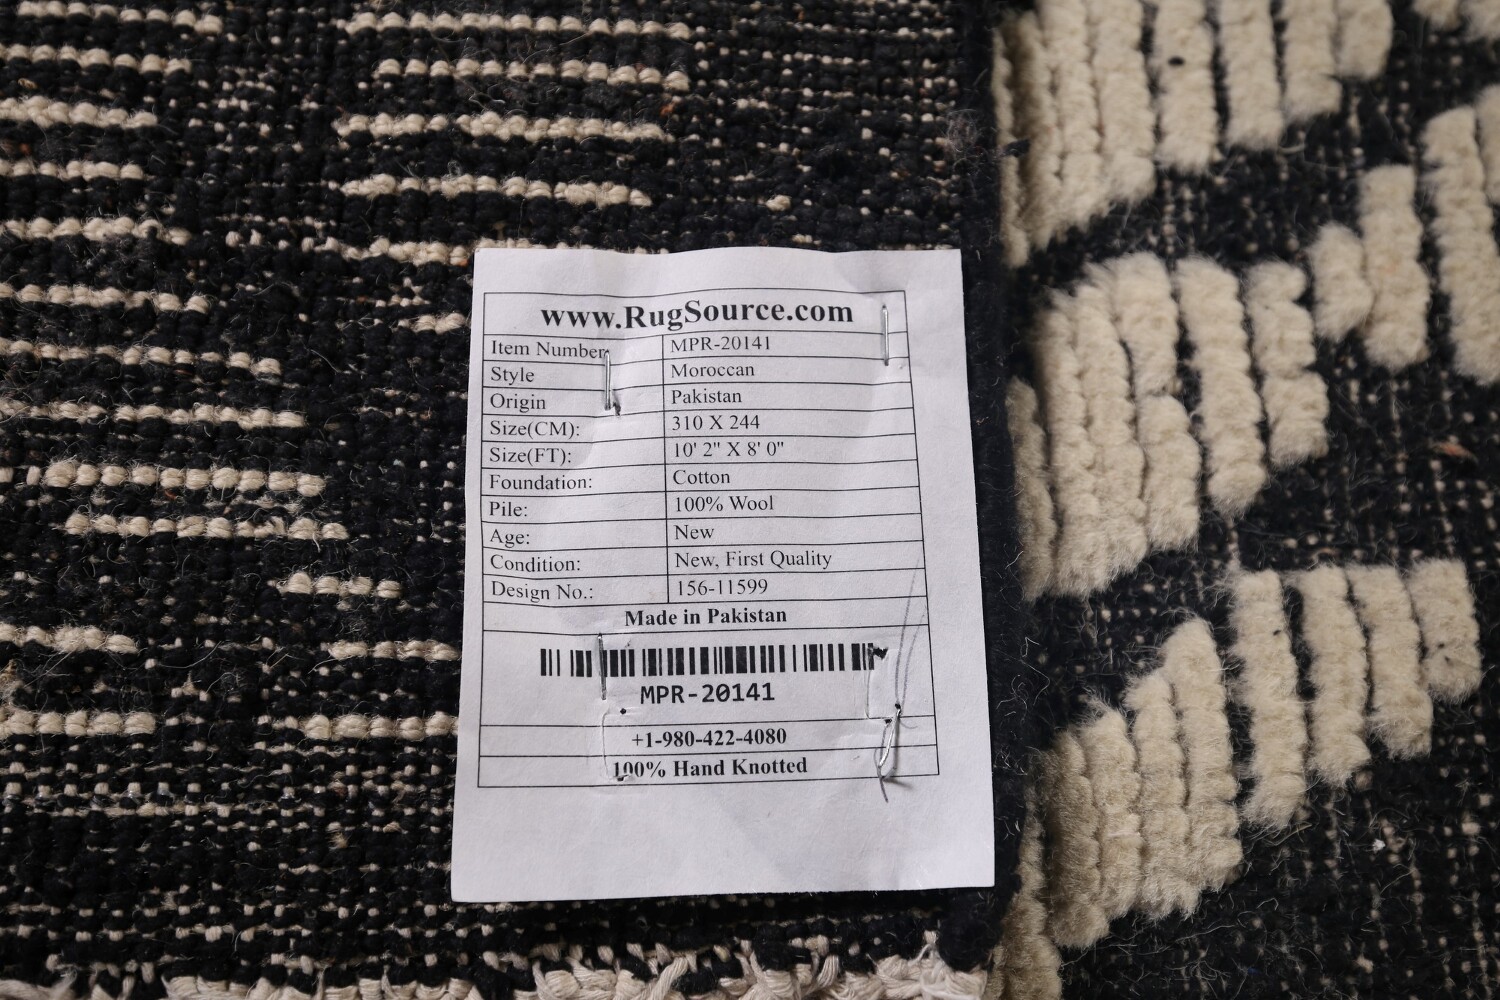 www.RugSource.com
Item Number MPR-20141
Style Moroccan
Origin Pakistan
Size(CM): 310 X 244
Size(FT): 10' 2" X 8' 0"
Foundation: Cotton
Pile: 100% Wool
Age: New
Condition: New, First Quality
Design No.: 156-11599
Made in Pakistan
MPR-20141
+1-980-422-4080
100% Hand Knotted